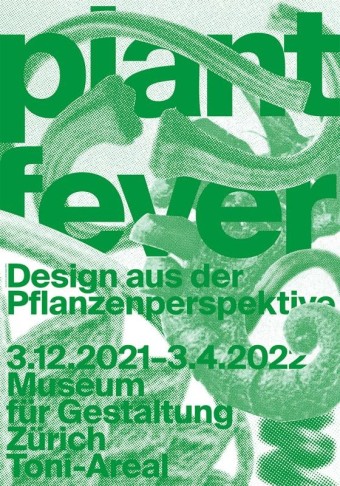 plant
fever
Design aus der
Pflanzenperspektive
3.12.2021–3.4.2022
Museum
für Gestaltung
Zürich
Toni-Areal